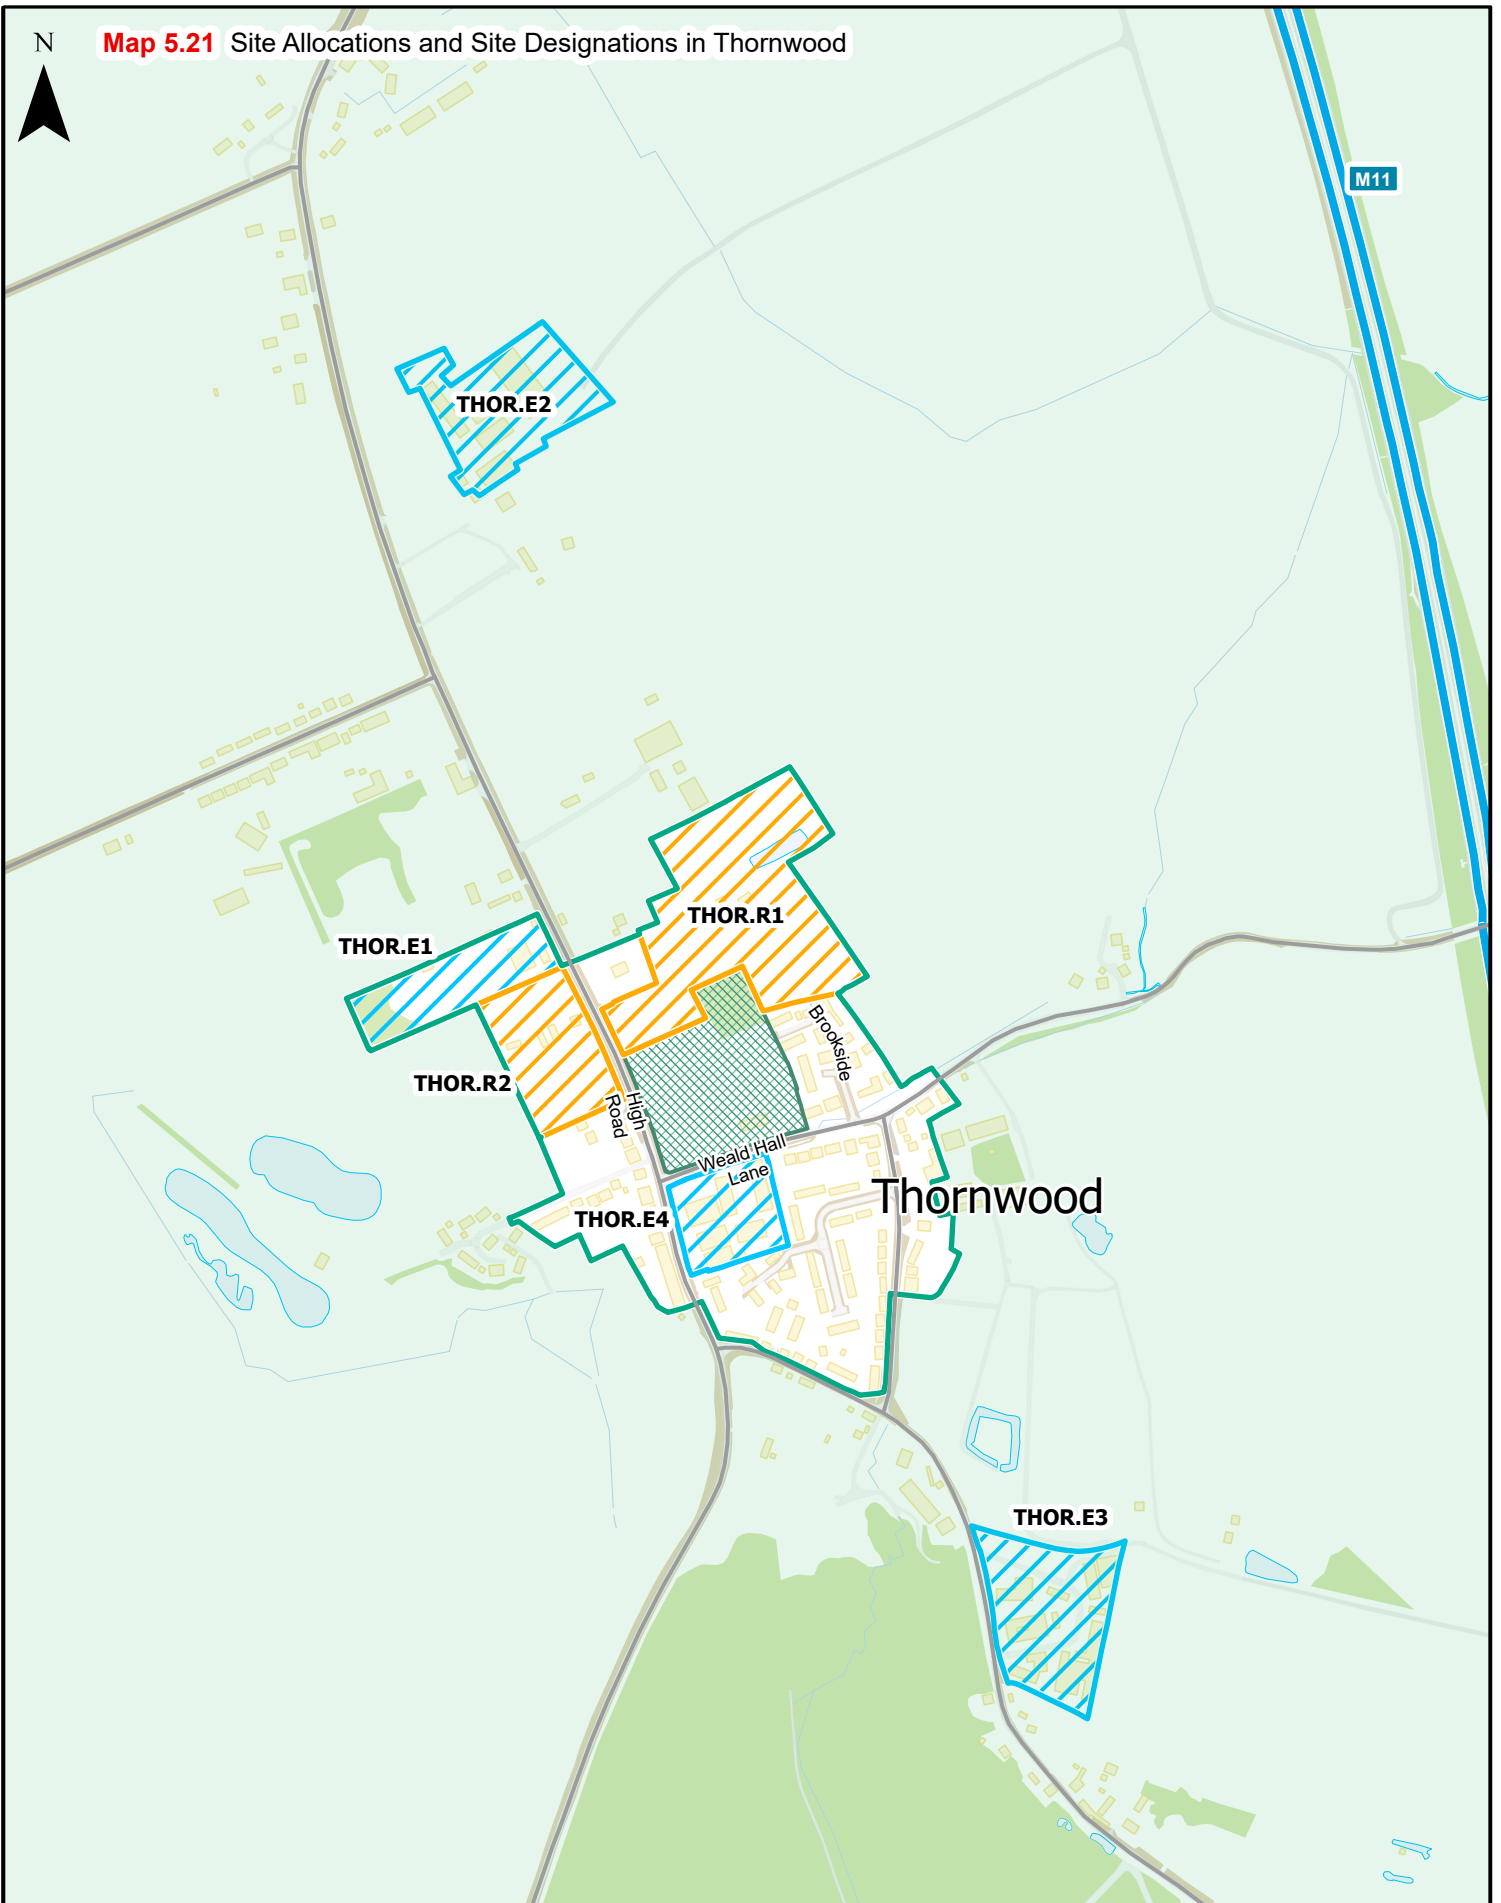 N
Map 5.21 Site Allocations and Site Designations in Thornwood
M11
THOR.E2
THOR.R1
THOR.E1
Brookside
THOR.R2
High
Road
Weald Hall
Lane
Thornwood
THOR.E4
THOR.E3